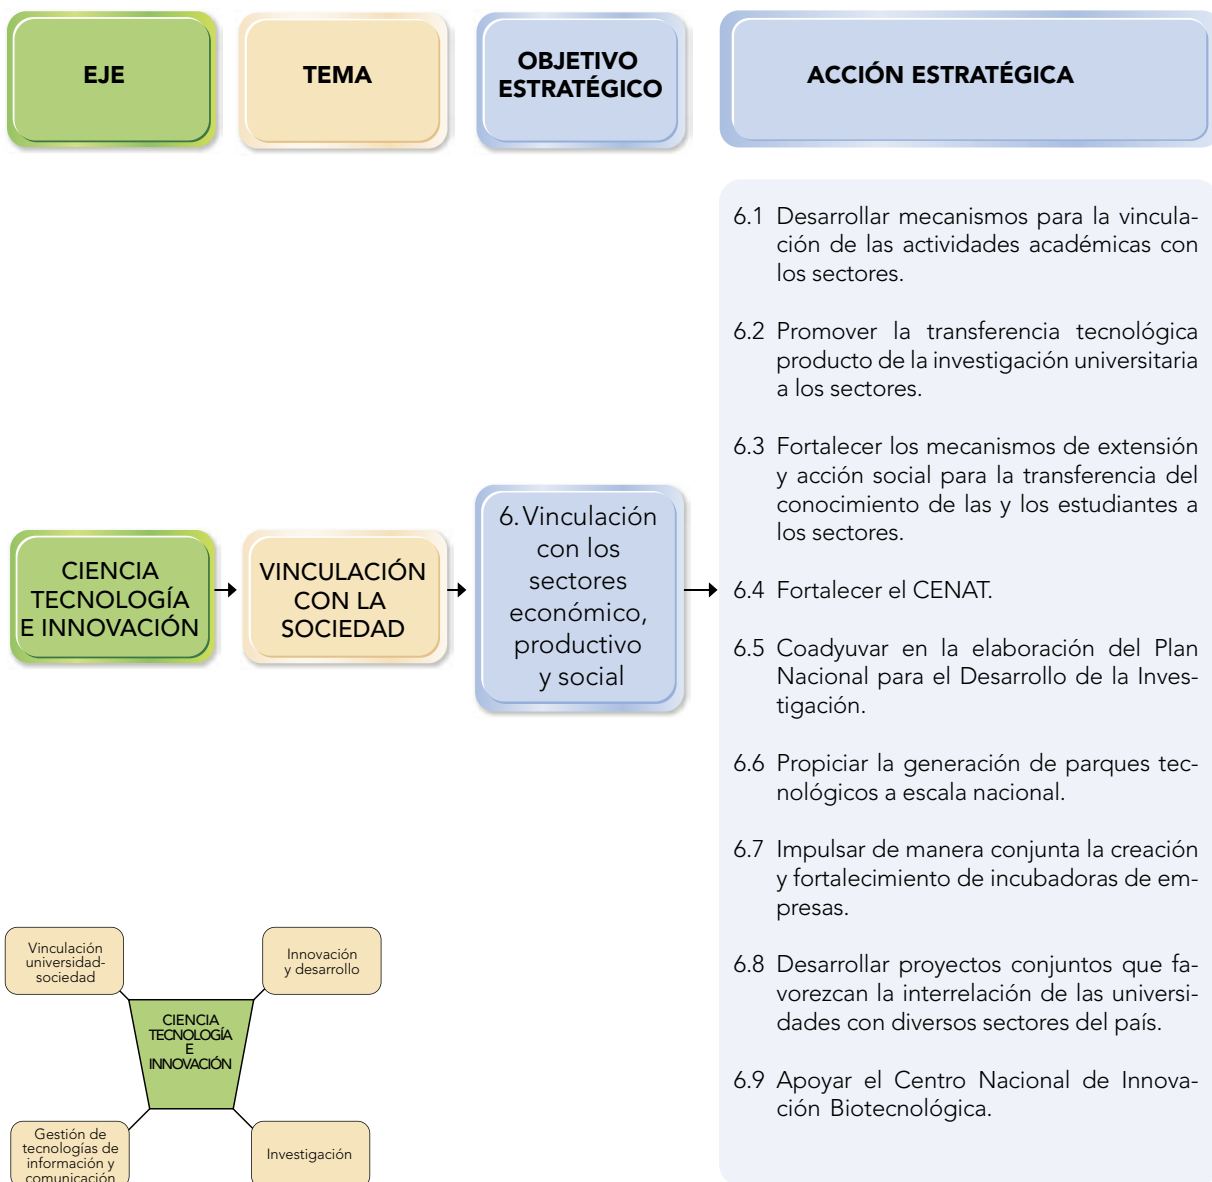 EJE
TEMA
OBJETIVO
ESTRATÉGICO
ACCIÓN ESTRATÉGICA
CIENCIA
TECNOLOGÍA
E INNOVACIÓN
VINCULACIÓN
CON LA
SOCIEDAD
6. Vinculación
con los
sectores
económico,
productivo
y social
6.1 Desarrollar mecanismos para la vincula-
ción de las actividades académicas con
los sectores.
6.2 Promover la transferencia tecnológica
producto de la investigación universitaria
a los sectores.
6.3 Fortalecer los mecanismos de extensión
y acción social para la transferencia del
conocimiento de las y los estudiantes a
los sectores.
6.4 Fortalecer el CENAT.
6.5 Coadyuvar en la elaboración del Plan
Nacional para el Desarrollo de la Inves-
tigación.
6.6 Propiciar la generación de parques tec-
nológicos a escala nacional.
6.7 Impulsar de manera conjunta la creación
y fortalecimiento de incubadoras de em-
presas.
6.8 Desarrollar proyectos conjuntos que fa-
vorezcan la interrelación de las universi-
dades con diversos sectores del país.
6.9 Apoyar el Centro Nacional de Innova-
ción Biotecnológica.
Vinculación
universidad-
sociedad
Innovación
y desarrollo
CIENCIA
TECNOLOGÍA
E
INNOVACIÓN
Gestión de
tecnologías de
información y
comunicación
Investigación